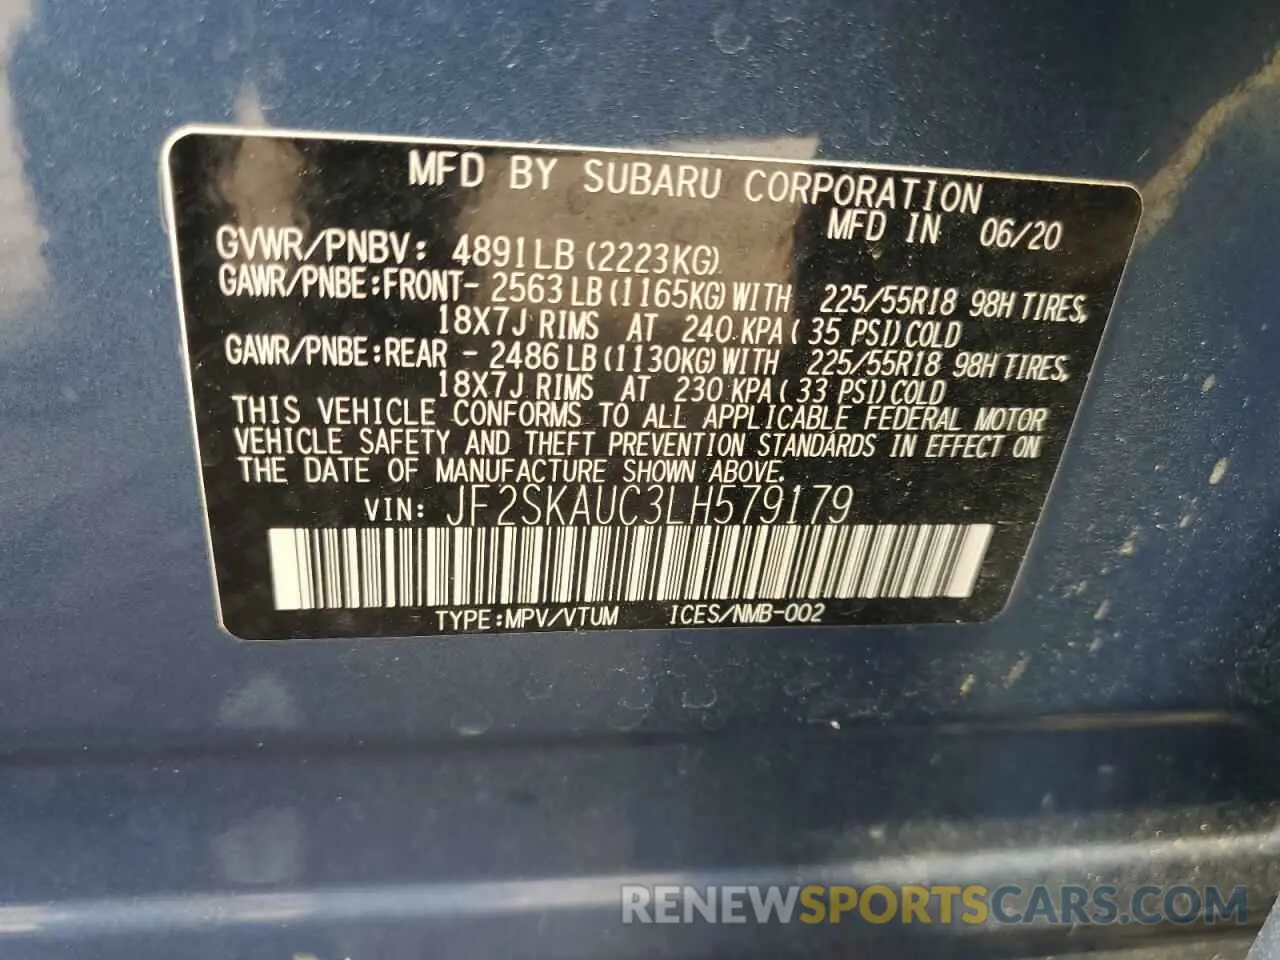 MFD BY SUBARU CORPORATION
MFD IN 06/20
GVWR/PNBV: 4891LB (2223KG)
GAWR/PNBE:FRONT- 2563 LB (1165KG) WITH 225/55R18 98H TIRES,
18X7J RIMS AT 240 KPA ( 35 PSI) COLD
GAWR/PNBE:REAR - 2486 LB (1130KG) WITH 225/55R18 98H TIRES,
18X7J RIMS AT 230 KPA ( 33 PSI) COLD
THIS VEHICLE CONFORMS TO ALL APPLICABLE FEDERAL MOTOR
VEHICLE SAFETY AND THEFT PREVENTION STANDARDS IN EFFECT ON
THE DATE OF MANUFACTURE SHOWN ABOVE.
VIN: JF2SKAUC3LH579179
TYPE:MPV/VTUM ICES/NMB-002
RENEWSPORTSCARS.COM